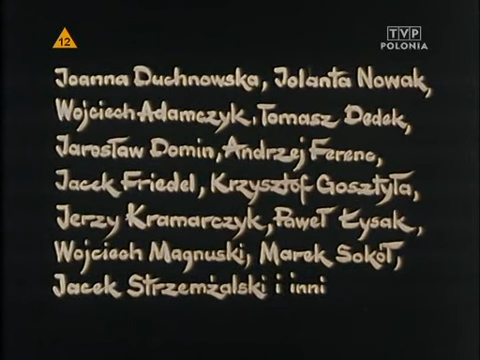 12
TVP
POLONIA
Joanna Duchnowska, Jolanta Nowak,
Wojciech Adamczyk, Tomasz Dedek,
Jarosław Domin, Andrzej Ferenc,
Jacek Friedel, Krzysztof Gosztyła,
Jerzy Kramarczyk, Paweł Łysak,
Wojciech Magnuski, Marek Sokół,
Jacek Strzemżalski i inni